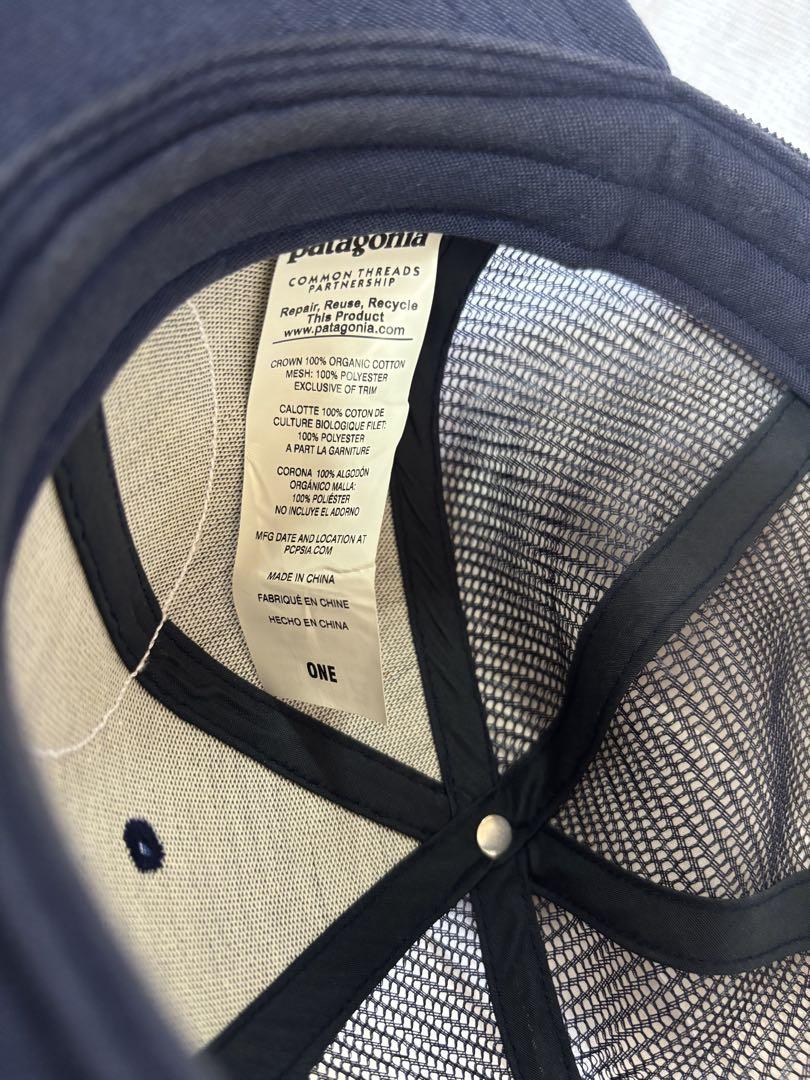 patagonia
COMMON THREADS
PARTNERSHIP
Repair, Reuse, Recycle
This Product
www.patagonia.com
CROWN 100% ORGANIC COTTON
MESH: 100% POLYESTER
EXCLUSIVE OF TRIM
CALOTTE 100% COTON DE
CULTURE BIOLOGIQUE FILET:
100% POLYESTER
A PART LA GARNITURE
CORONA 100% ALGODÓN
ORGÁNICO MALLA:
100% POLIÉSTER
NO INCLUYE EL ADORNO
MFG DATE AND LOCATION AT
PCPSIA.COM
MADE IN CHINA
FABRIQUÉ EN CHINE
HECHO EN CHINA
ONE